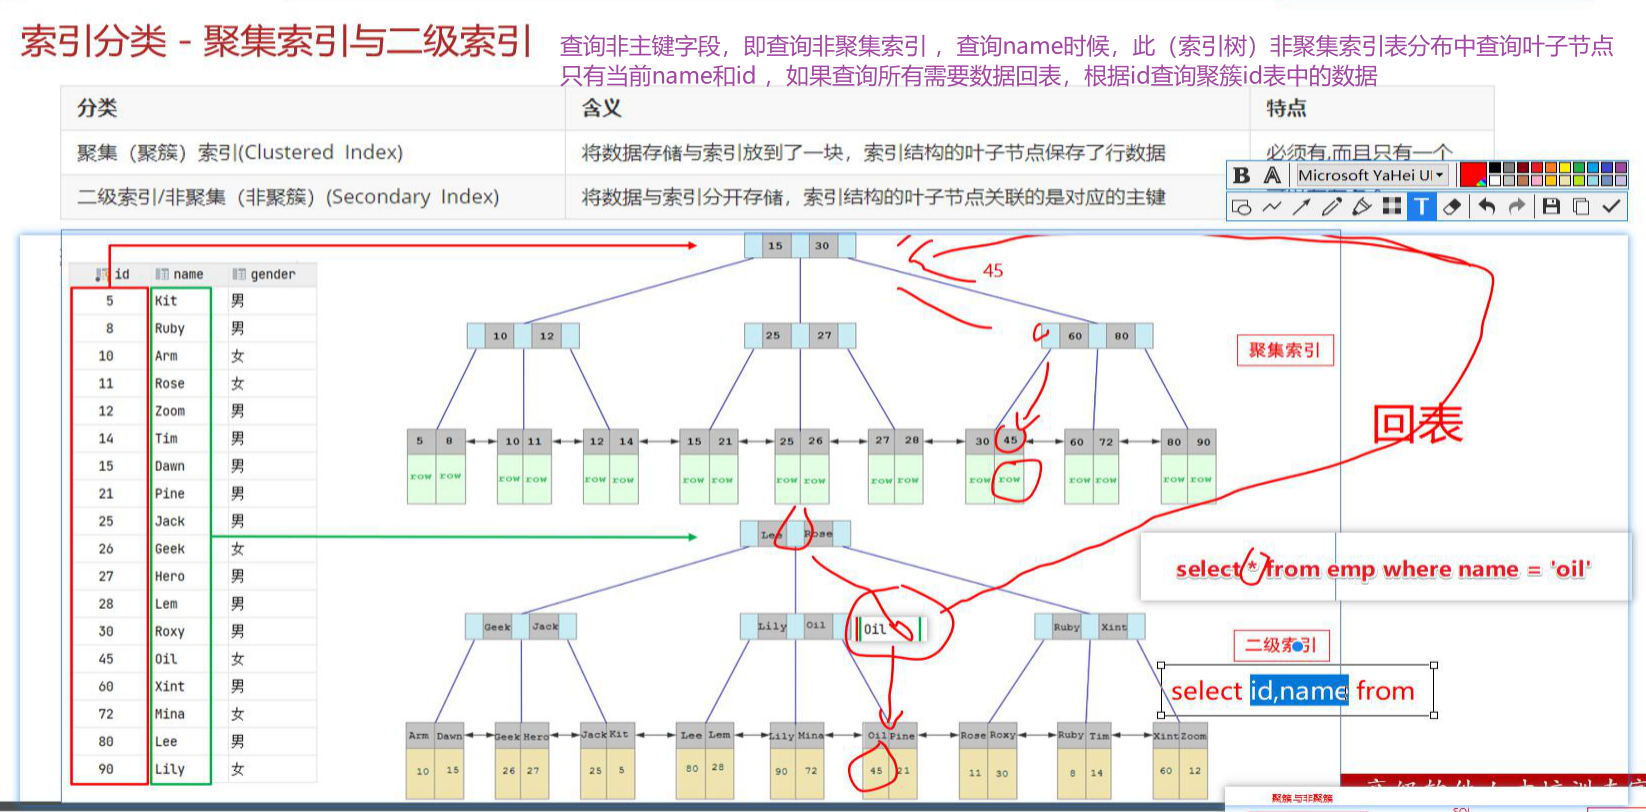 索引分类 - 聚集索引与二级索引
查询非主键字段，即查询非聚集索引 ，查询name时候，此（索引树）非聚集索引表分布中查询叶子节点
只有当前name和id ，如果查询所有需要数据回表，根据id查询聚簇id表中的数据
分类 含义 特点
聚集（聚簇）索引(Clustered Index) 将数据存储与索引放到了一块，索引结构的叶子节点保存了行数据 必须有,而且只有一个
二级索引/非聚集（非聚簇）(Secondary Index) 将数据与索引分开存储，索引结构的叶子节点关联的是对应的主键
B A Microsoft YaHei UI
T
id name gender
5 Kit 男
8 Ruby 男
10 Arm 女
11 Rose 女
12 Zoom 男
14 Tim 男
15 Dawn 男
21 Pine 男
25 Jack 男
26 Geek 女
27 Hero 男
28 Lem 男
30 Roxy 男
45 Oil 女
60 Xint 男
72 Mina 女
80 Lee 男
90 Lily 女
15 30
45
10 12 25 27 60 80
聚集索引
回表
5 8 10 11 12 14 15 21 25 26 27 28 30 45 60 72 80 90
row row row row row row row row row row row row row row row row row row
Lee Rose
select * from emp where name = 'oil'
Geek Jack Lily Oil Oil Ruby Xint
二级索引
select id,name from
Arm Dawn Geek Hero Jack Kit Lee Lem Lily Mina Oil Pine Rose Roxy Ruby Tim Xint Zoom
10 15 26 27 25 5 80 28 90 72 45 21 11 30 8 14 60 12
聚簇与非聚簇